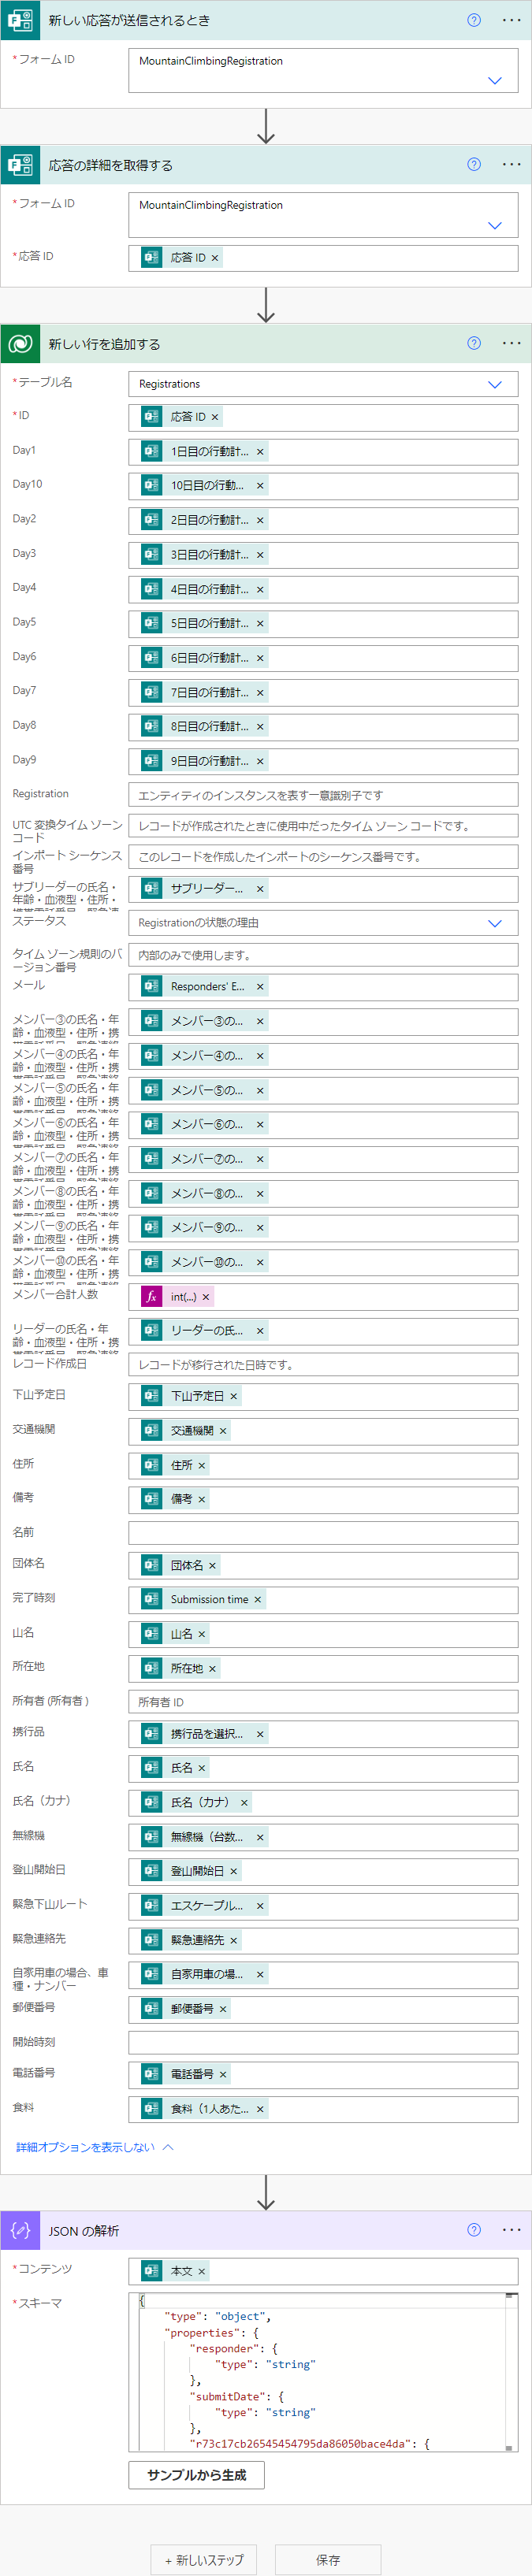 新しい応答が送信されるとき
* フォーム ID
MountainClimbingRegistration
応答の詳細を取得する
* フォーム ID
MountainClimbingRegistration
* 応答 ID
応答 ID ×
新しい行を追加する
* テーブル名
Registrations
* ID
応答 ID ×
Day1
1日目の行動計... ×
Day10
10日目の行動... ×
Day2
2日目の行動計... ×
Day3
3日目の行動計... ×
Day4
4日目の行動計... ×
Day5
5日目の行動計... ×
Day6
6日目の行動計... ×
Day7
7日目の行動計... ×
Day8
8日目の行動計... ×
Day9
9日目の行動計... ×
Registration
エンティティのインスタンスを表す一意識別子です
UTC 変換タイム ゾーン
コード
レコードが作成されたときに使用中だったタイム ゾーン コードです。
インポート シーケンス
番号
このレコードを作成したインポートのシーケンス番号です。
サブリーダーの氏名・
年齢・血液型・住所・
サブリーダー... ×
ステータス
Registrationの状態の理由
タイム ゾーン規則のバ
ージョン番号
内部のみで使用します。
メール
Responders' E... ×
メンバー③の氏名・年
齢・血液型・住所・携
メンバー③の... ×
メンバー④の氏名・年
齢・血液型・住所・携
メンバー④の... ×
メンバー⑤の氏名・年
齢・血液型・住所・携
メンバー⑤の... ×
メンバー⑥の氏名・年
齢・血液型・住所・携
メンバー⑥の... ×
メンバー⑦の氏名・年
齢・血液型・住所・携
メンバー⑦の... ×
メンバー⑧の氏名・年
齢・血液型・住所・携
メンバー⑧の... ×
メンバー⑨の氏名・年
齢・血液型・住所・携
メンバー⑨の... ×
メンバー⑩の氏名・年
齢・血液型・住所・携
メンバー⑩の... ×
メンバー合計人数
fx int(...) ×
リーダーの氏名・年
齢・血液型・住所・携
リーダーの氏... ×
レコード作成日
レコードが移行された日時です。
下山予定日
下山予定日 ×
交通機関
交通機関 ×
住所
住所 ×
備考
備考 ×
名前
団体名
団体名 ×
完了時刻
Submission time ×
山名
山名 ×
所在地
所在地 ×
所有者 (所有者 )
所有者 ID
携行品
携行品を選択... ×
氏名
氏名 ×
氏名（カナ）
氏名（カナ） ×
無線機
無線機（台数... ×
登山開始日
登山開始日 ×
緊急下山ルート
エスケープル... ×
緊急連絡先
緊急連絡先 ×
自家用車の場合、車
種・ナンバー
自家用車の場... ×
郵便番号
郵便番号 ×
開始時刻
電話番号
電話番号 ×
食料
食料（1人あた... ×
詳細オプションを表示しない
JSON の解析
* コンテンツ
本文 ×
* スキーマ
{
"type": "object",
"properties": {
"responder": {
"type": "string"
},
"submitDate": {
"type": "string"
},
"r73c17cb26545454795da86050bace4da": {
サンプルから生成
+ 新しいステップ
保存